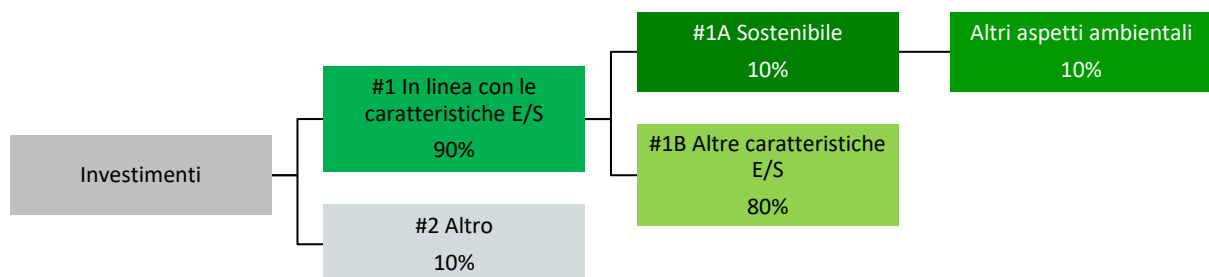 Investimenti
#1 In linea con le
caratteristiche E/S
90%
#2 Altro
10%
#1A Sostenibile
10%
#1B Altre caratteristiche
E/S
80%
Altri aspetti ambientali
10%